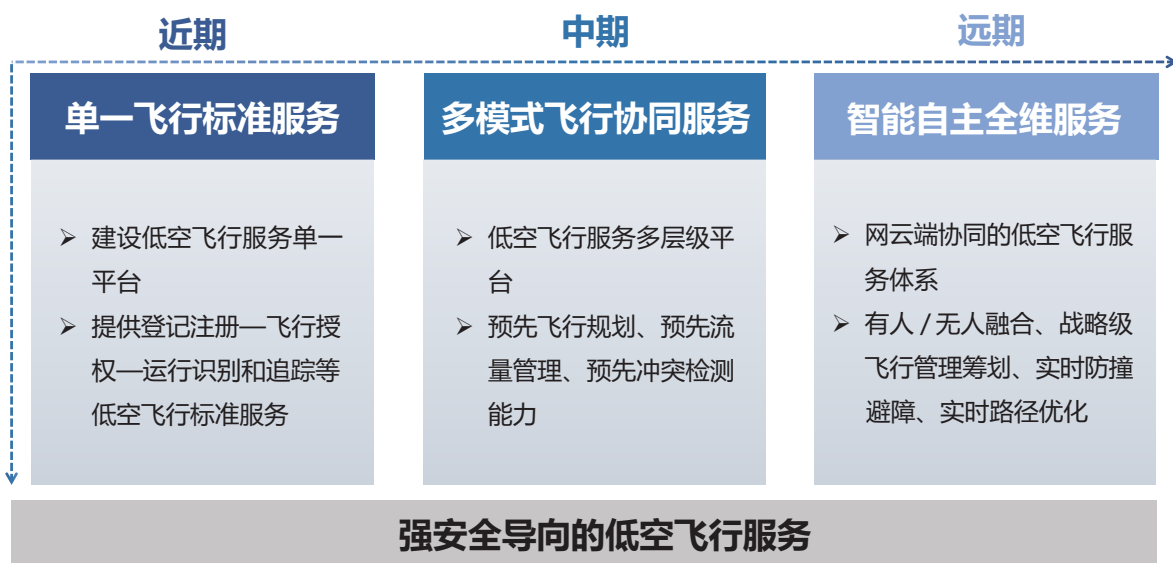 近期
中期
远期
单一飞行标准服务
多模式飞行协同服务
智能自主全维服务
➢ 建设低空飞行服务单一
平台
➢ 提供登记注册—飞行授
权—运行识别和追踪等
低空飞行标准服务
➢ 低空飞行服务多层级平
台
➢ 预先飞行规划、预先流
量管理、预先冲突检测
能力
➢ 网云端协同的低空飞行服
务体系
➢ 有人 / 无人融合、战略级
飞行管理筹划、实时防撞
避障、实时路径优化
强安全导向的低空飞行服务